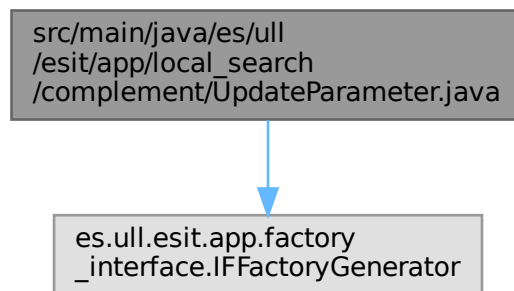 src/main/java/es/ull
/esit/app/local_search
/complement/UpdateParameter.java
es.ull.esit.app.factory
_interface.IFFactoryGenerator